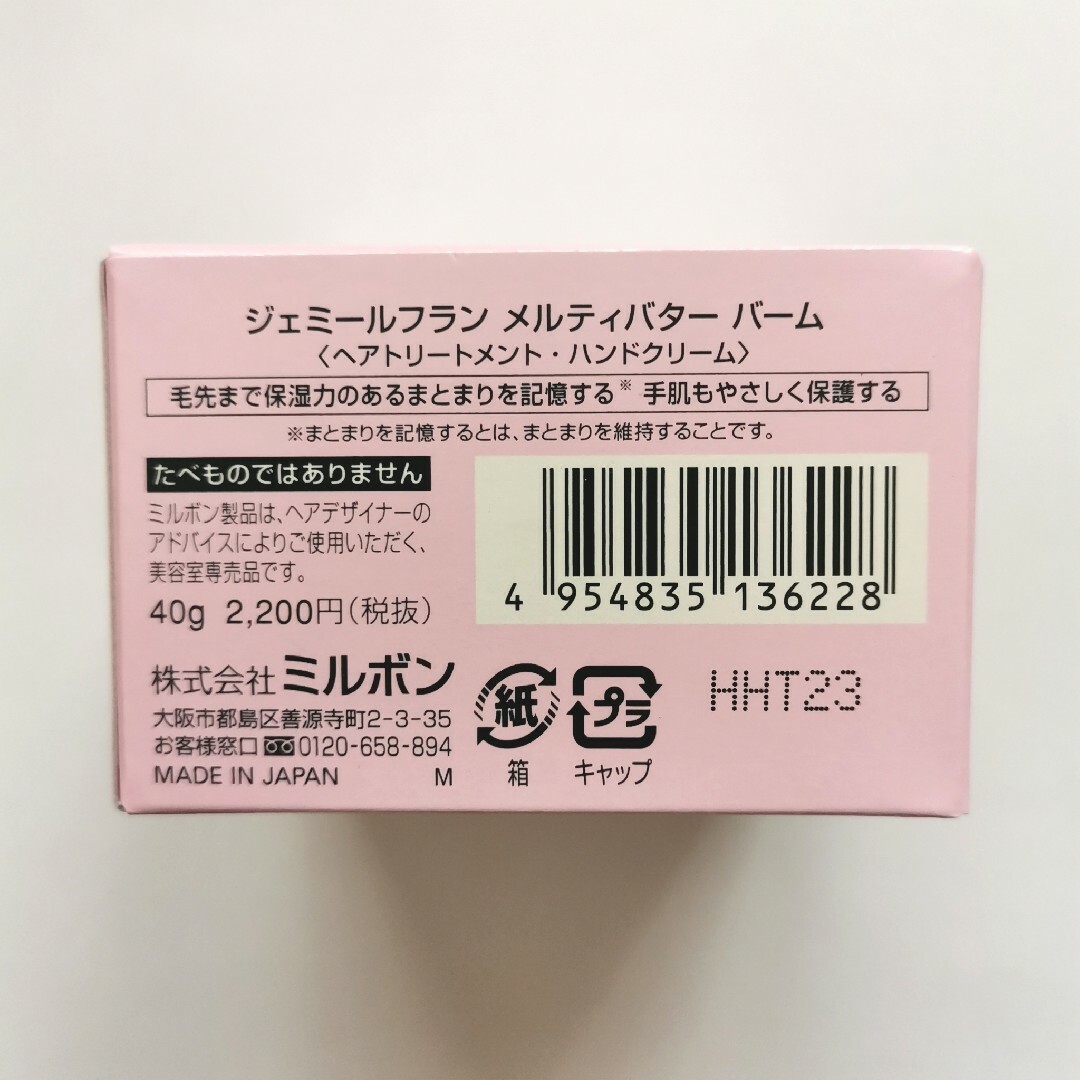 ジェミールフラン メルティバター バーム
〈ヘアトリートメント・ハンドクリーム〉
毛先まで保湿力のあるまとまりを記憶する※ 手肌もやさしく保護する
※まとまりを記憶するとは、まとまりを維持することです。
たべものではありません
ミルボン製品は、ヘアデザイナーの
アドバイスによりご使用いただく、
美容室専売品です。
40g 2,200円（税抜）
4 954835 136228
株式会社 ミルボン
大阪市都島区善源寺町2-3-35
お客様窓口 0120-658-894
MADE IN JAPAN M
紙
箱
プラ
キャップ
HHT23